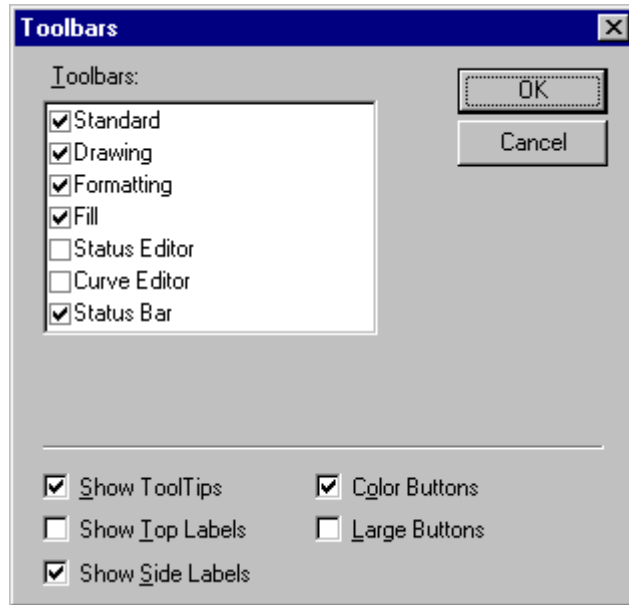 Toolbars
Toolbars:
OK
Standard
Cancel
Drawing
Formatting
Fill
Status Editor
Curve Editor
Status Bar
Show ToolTips
Color Buttons
Show Top Labels
Large Buttons
Show Side Labels